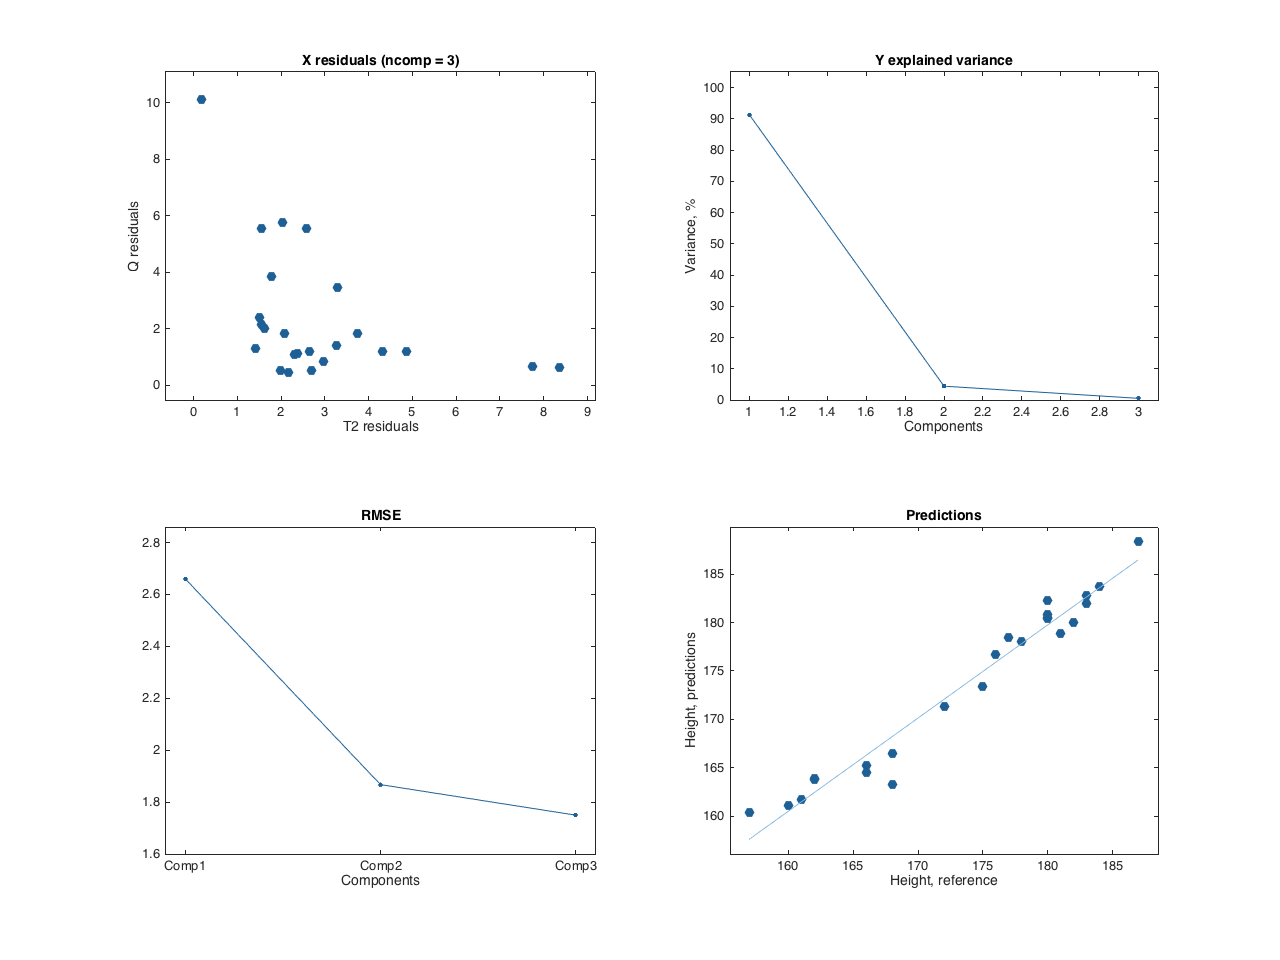 X residuals (ncomp = 3)
10
8
6
4
2
0
Q residuals
0 1 2 3 4 5 6 7 8 9
T2 residuals
Y explained variance
100
90
80
70
60
50
40
30
20
10
0
Variance, %
1 1.2 1.4 1.6 1.8 2 2.2 2.4 2.6 2.8 3
Components
RMSE
2.8
2.6
2.4
2.2
2
1.8
1.6
Comp1 Comp2 Comp3
Components
Predictions
185
180
175
170
165
160
Height, predictions
160 165 170 175 180 185
Height, reference